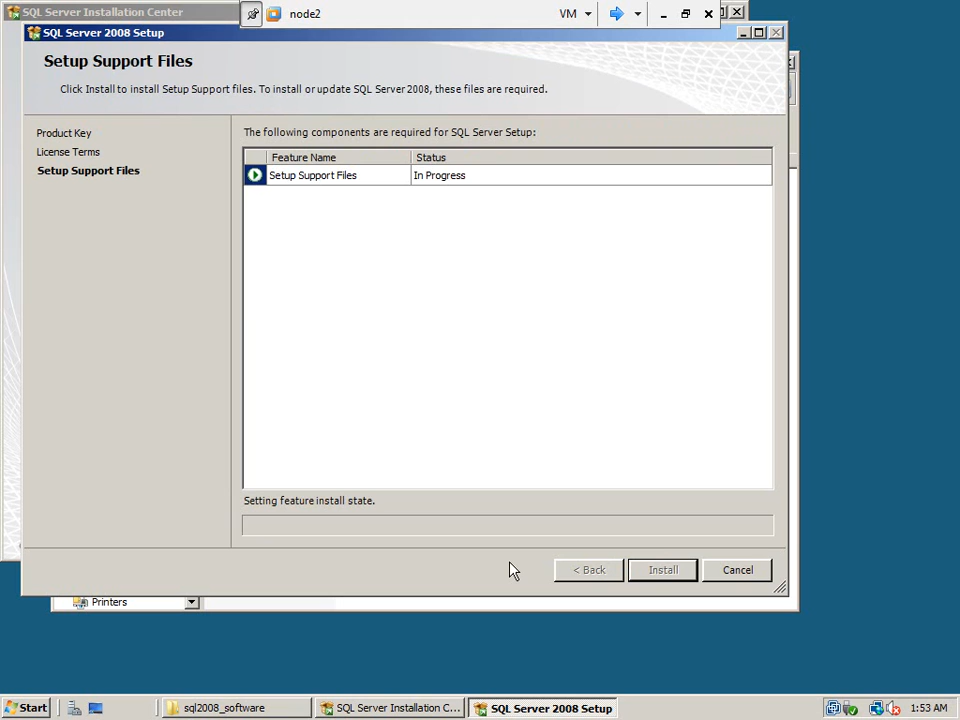 SQL Server Installation Center
node2
VM
SQL Server 2008 Setup
Setup Support Files
Click Install to install Setup Support files. To install or update SQL Server 2008, these files are required.
Product Key
License Terms
Setup Support Files
The following components are required for SQL Server Setup:
Feature Name
Status
Setup Support Files
In Progress
Setting feature install state.
< Back
Install
Cancel
Printers
Start
sql2008_software
SQL Server Installation C...
SQL Server 2008 Setup
1:53 AM